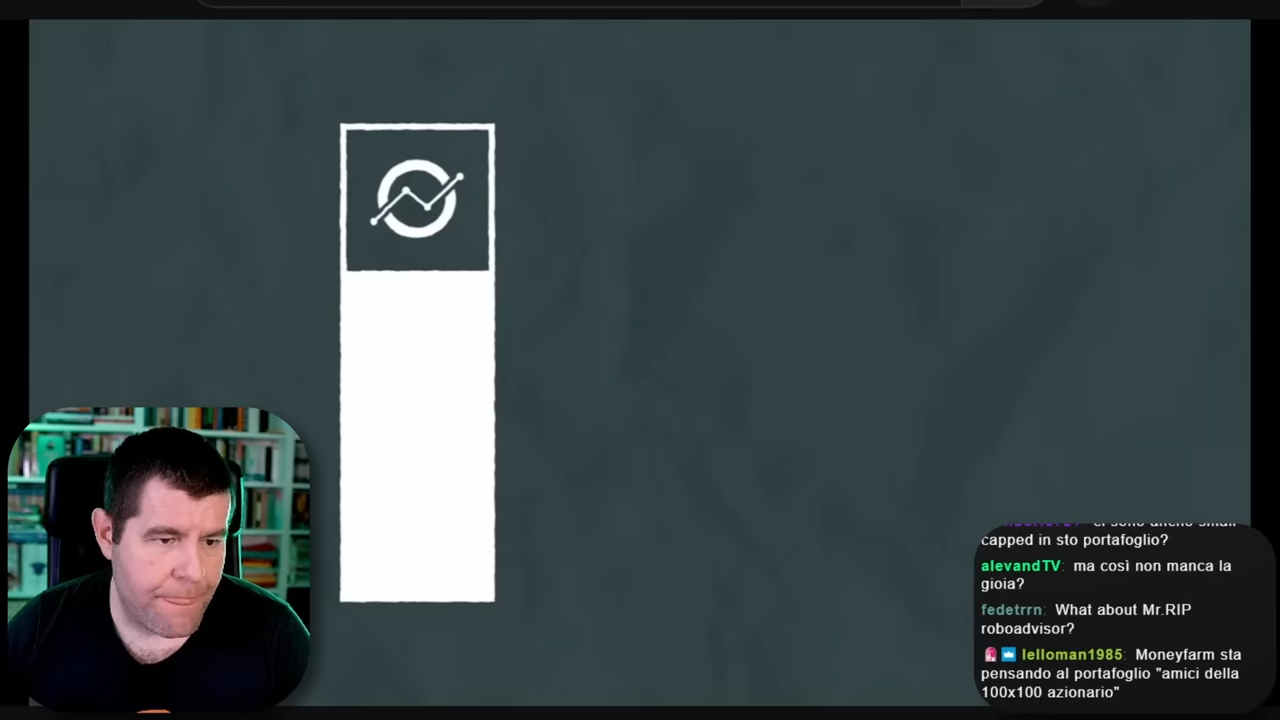 capped in sto portafoglio?
alevandTV: ma così non manca la
gioia?
fedetrrn: What about Mr.RIP
roboadvisor?
lelloman1985: Moneyfarm sta
pensando al portafoglio "amici della
100x100 azionario"